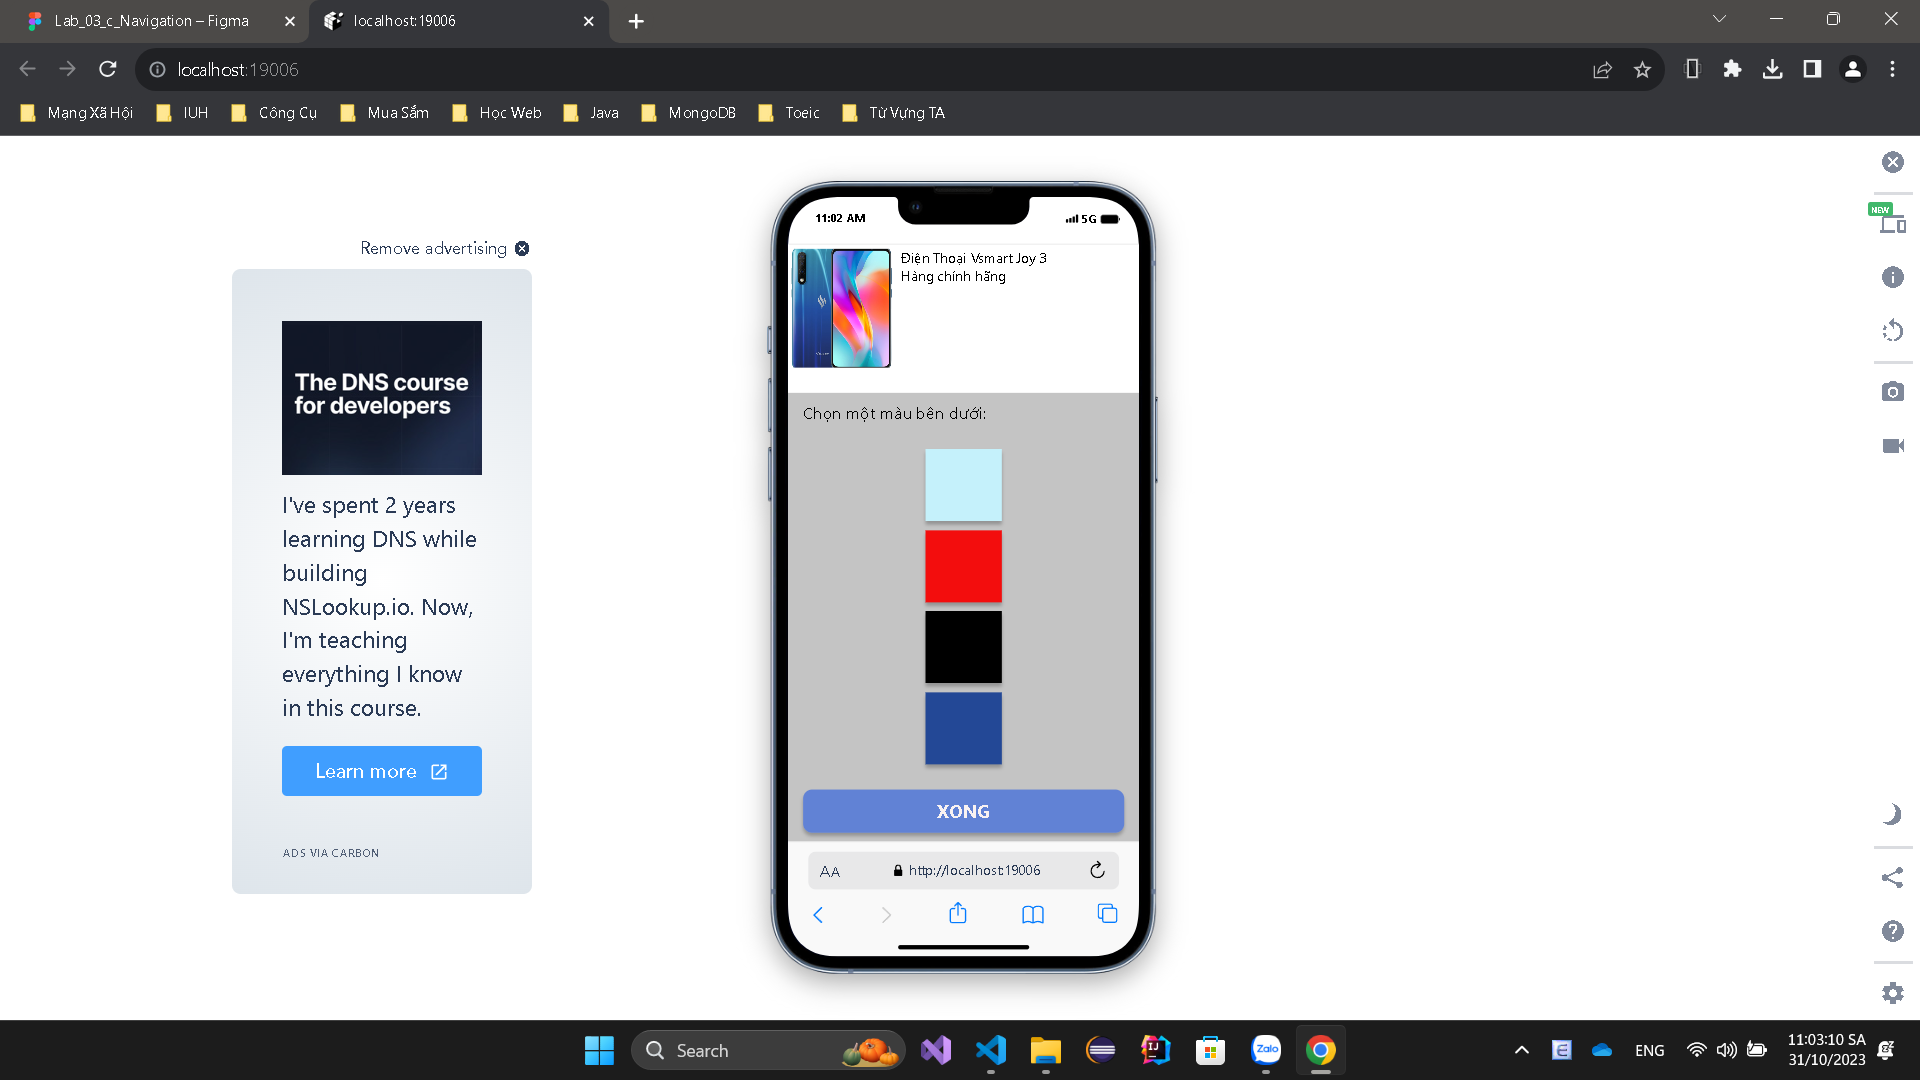 Lab_03_c_Navigation – Figma
localhost:19006
localhost:19006
Mạng Xã Hội
IUH
Công Cụ
Mua Sắm
Học Web
Java
MongoDB
Toeic
Từ Vựng TA
NEW
Remove advertising
The DNS course
for developers
I've spent 2 years
learning DNS while
building
NSLookup.io. Now,
I'm teaching
everything I know
in this course.
Learn more
ADS VIA CARBON
11:02 AM
5G
Điện Thoại Vsmart Joy 3
Hàng chính hãng
Chọn một màu bên dưới:
XONG
AA
http://localhost:19006
Search
Zalo
ENG
11:03:10 SA
31/10/2023